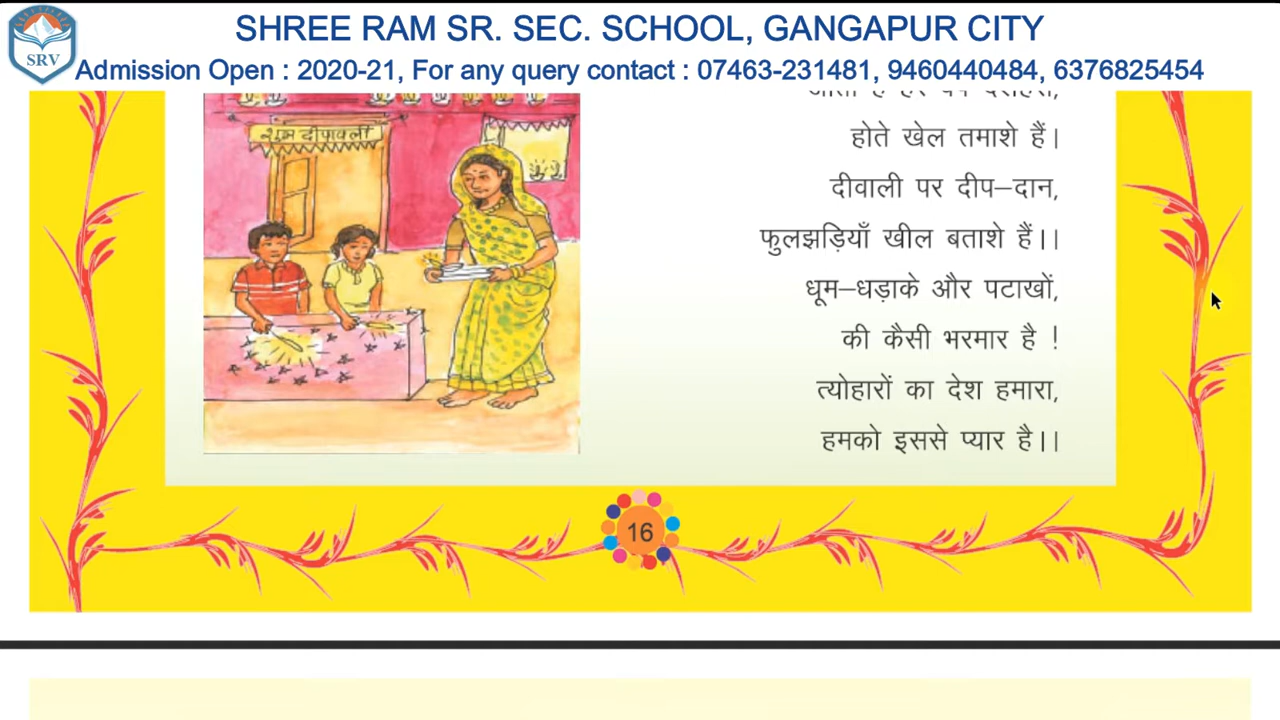 SHREE RAM SR. SEC. SCHOOL, GANGAPUR CITY
SRV
Admission Open : 2020-21, For any query contact : 07463-231481, 9460440484, 6376825454
शुभ दीपावली
होते खेल तमाशे हैं।
दीवाली पर दीप–दान,
फुलझड़ियाँ खील बताशे हैं।।
धूम–धड़ाके और पटाखों,
की कैसी भरमार है !
त्योहारों का देश हमारा,
हमको इससे प्यार है।।
16